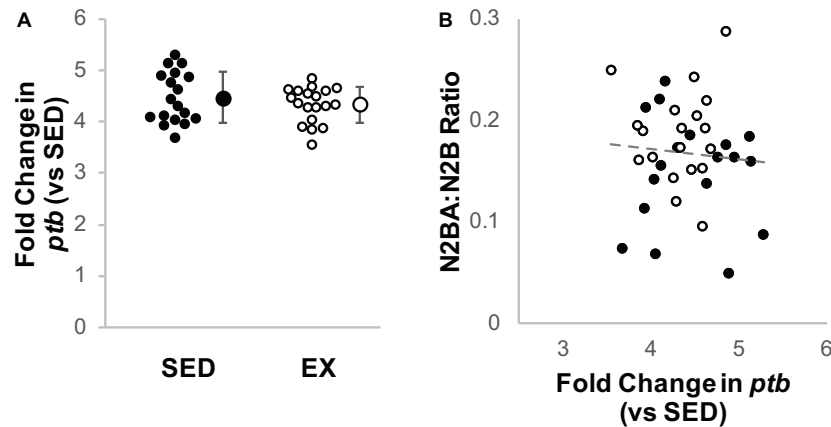 A
Fold Change in
ptb (vs SED)
6
5
4
3
2
1
0
SED
EX
B
N2BA:N2B Ratio
0.3
0.2
0.1
0
3
4
5
6
Fold Change in ptb
(vs SED)